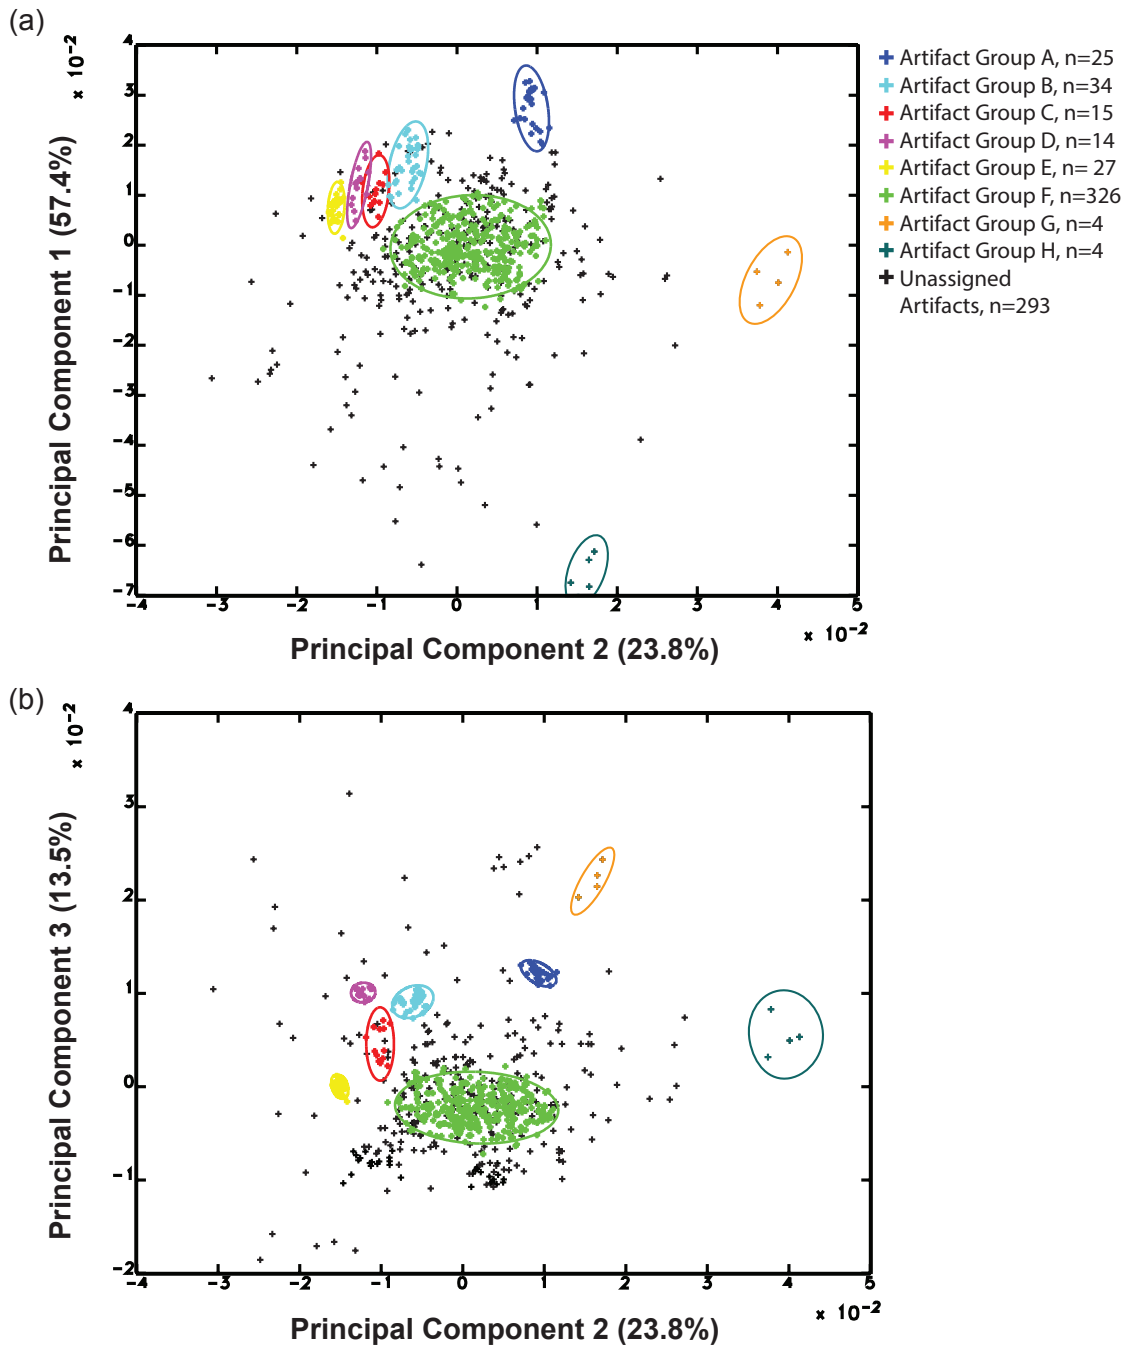 (a)
× 10⁻²
4
3
2
1
0
-1
-2
-3
-4
-5
-6
-7
Principal Component 1 (57.4%)
-4 -3 -2 -1 0 1 2 3 4 5
× 10⁻²
Principal Component 2 (23.8%)
Artifact Group A, n=25
Artifact Group B, n=34
Artifact Group C, n=15
Artifact Group D, n=14
Artifact Group E, n= 27
Artifact Group F, n=326
Artifact Group G, n=4
Artifact Group H, n=4
Unassigned
Artifacts, n=293
(b)
× 10⁻²
4
3
2
1
0
-1
-2
Principal Component 3 (13.5%)
-4 -3 -2 -1 0 1 2 3 4 5
× 10⁻²
Principal Component 2 (23.8%)